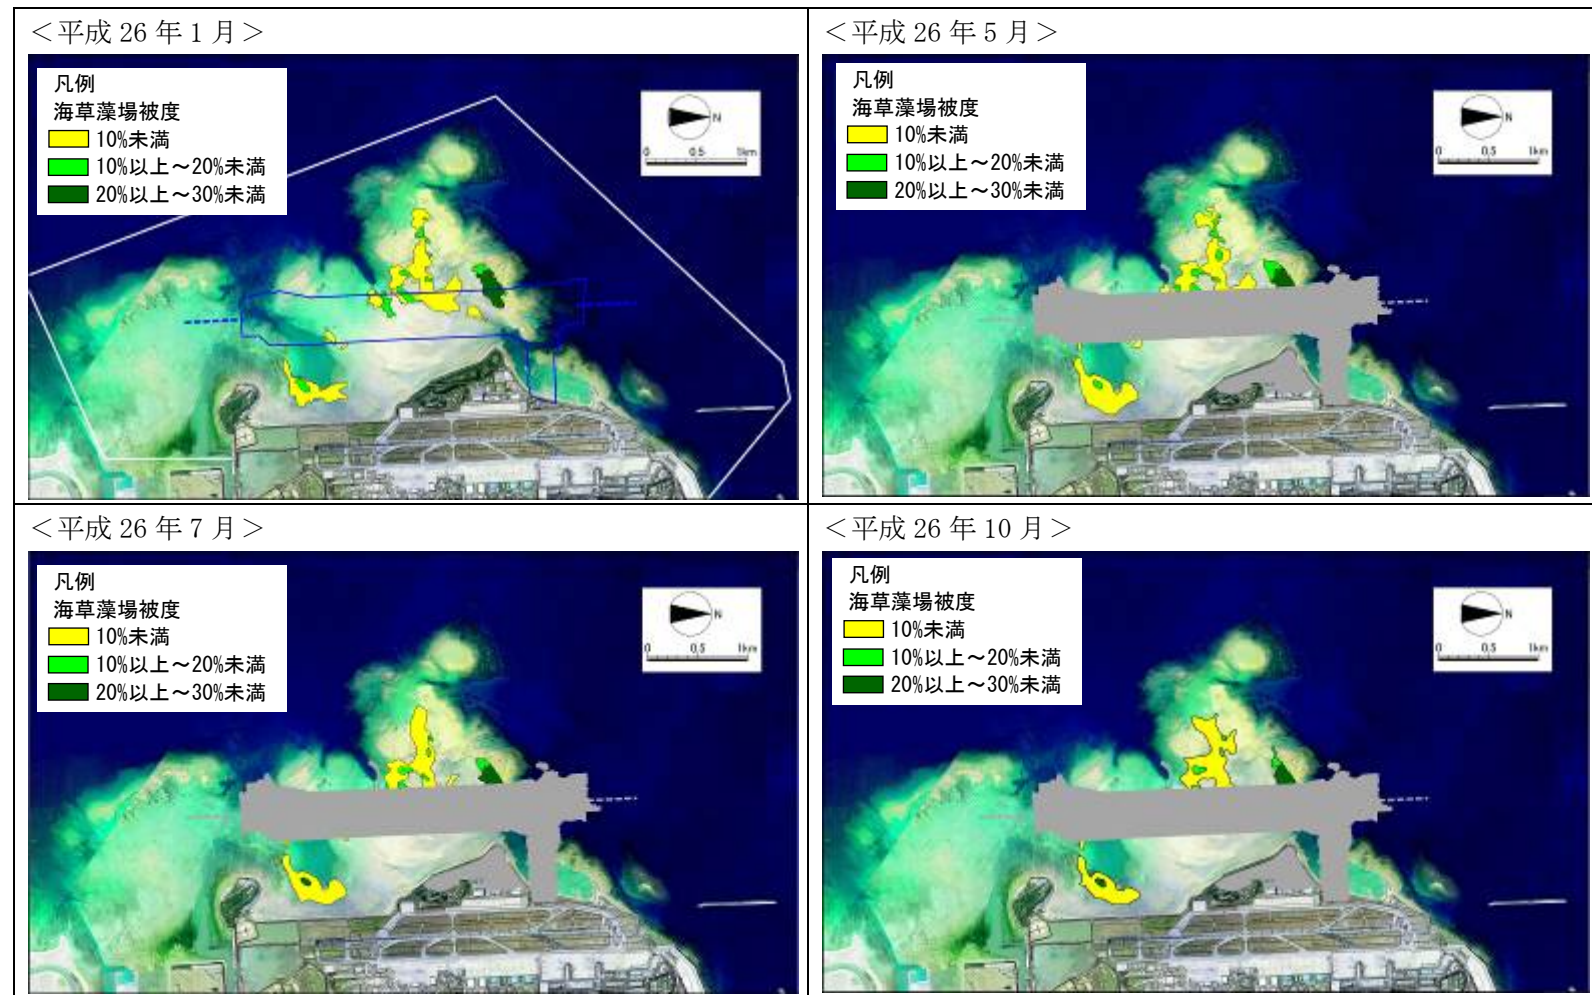 ＜平成 26 年 1 月＞
凡例
海草藻場被度
10%未満
10%以上～20%未満
20%以上～30%未満
N
0 0.5 1km
＜平成 26 年 5 月＞
凡例
海草藻場被度
10%未満
10%以上～20%未満
20%以上～30%未満
N
0 0.5 1km
＜平成 26 年 7 月＞
凡例
海草藻場被度
10%未満
10%以上～20%未満
20%以上～30%未満
N
0 0.5 1km
＜平成 26 年 10 月＞
凡例
海草藻場被度
10%未満
10%以上～20%未満
20%以上～30%未満
N
0 0.5 1km